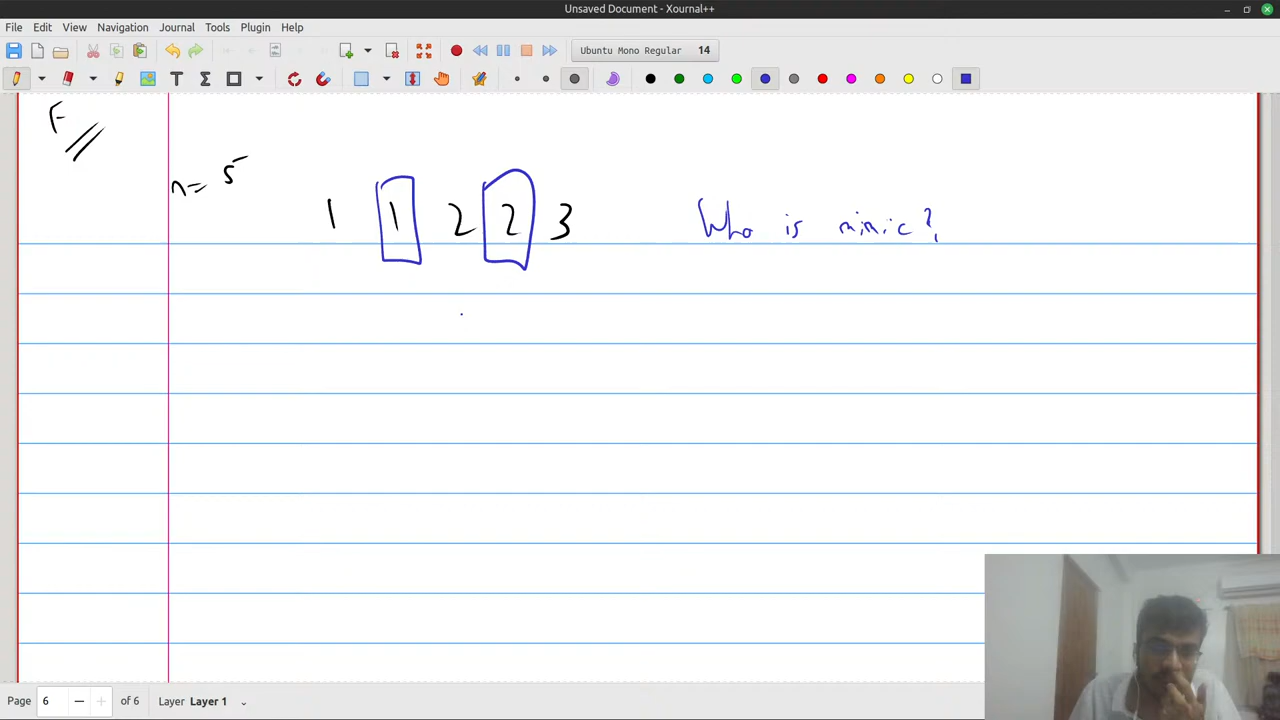 Unsaved Document - Xournal++
File Edit View Navigation Journal Tools Plugin Help
Ubuntu Mono Regular 14
F
n= 5
1 1 2 2 3 Who is mimic?
Page 6 of 6 Layer Layer 1